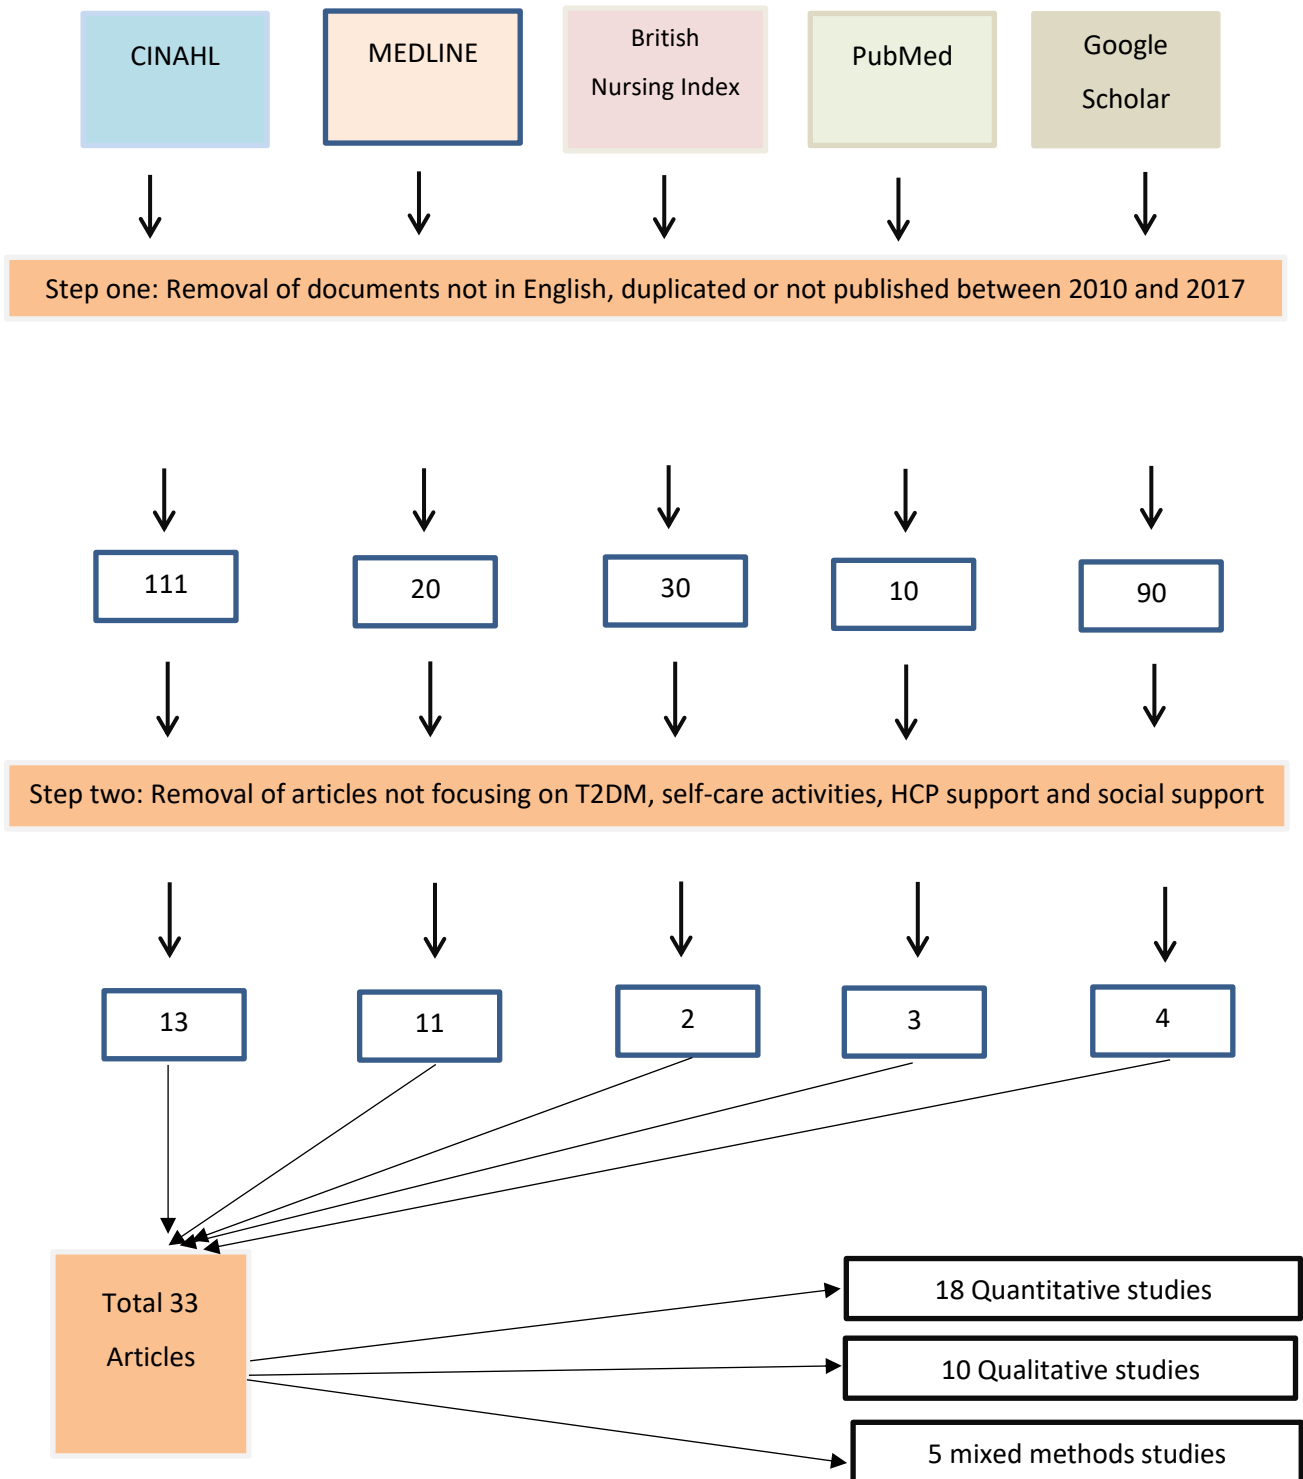 CINAHL
MEDLINE
British
Nursing Index
PubMed
Google
Scholar
Step one: Removal of documents not in English, duplicated or not published between 2010 and 2017
111
20
30
10
90
Step two: Removal of articles not focusing on T2DM, self-care activities, HCP support and social support
13
11
2
3
4
Total 33
Articles
18 Quantitative studies
10 Qualitative studies
5 mixed methods studies